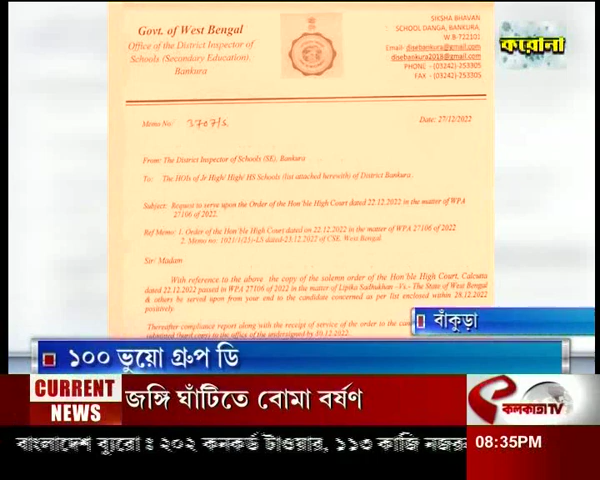 Govt. of West Bengal
Office of the District Inspector of
Schools (Secondary Education).
Bankura
SIKSHA BHAVAN
SCHOOL DANGA, BANKURA,
W B-722101
Email: disebankura@gmail.com
disebankura2018@gmail.com
PHONE - (03242)-253305
FAX - (03242)-253305
করোনা
Memo No/ 3707/S
Date: 27/12/2022
From: The District Inspector of Schools (SE), Bankura
To: The HOIs of Jr High/ High/ HS Schools (list attached herewith) of District Bankura.
Subject: Request to serve upon the Order of the Hon'ble High Court dated 22.12.2022 in the matter of WPA
27106 of 2022.
Ref Memo: 1. Order of the Hon'ble High Court dated on 22.12.2022 in the matter of WPA 27106 of 2022.
2. Memo no. dated-23.12.2022 of CSE, West Bengal.
Sir/ Madam
With reference to the above the copy of the solemn order of the Hon'ble High Court, Calcutta
dated 22.12.2022 passed in WPA 27106 of 2022 in the matter of Lipika Sadhukhan -Vs- The State of West Bengal
& others be served upon your end to the candidate concerned as per list enclosed within 28.12.2022
positively.
Thereafter compliance report along with the receipt of service of the order to the
submitted (hard copy) to the office of the undersigned by 30.12.2022.
বাঁকুড়া
১০০ ভুয়ো গ্রুপ ডি
CURRENT
NEWS
জঙ্গি ঘাঁটিতে বোমা বর্ষণ
কলকাতা TV
বাংলাদেশ ব্যুরো : ২০২ কনকর্ড টাওয়ার, ১১৩ কাজি নজরু
08:35PM